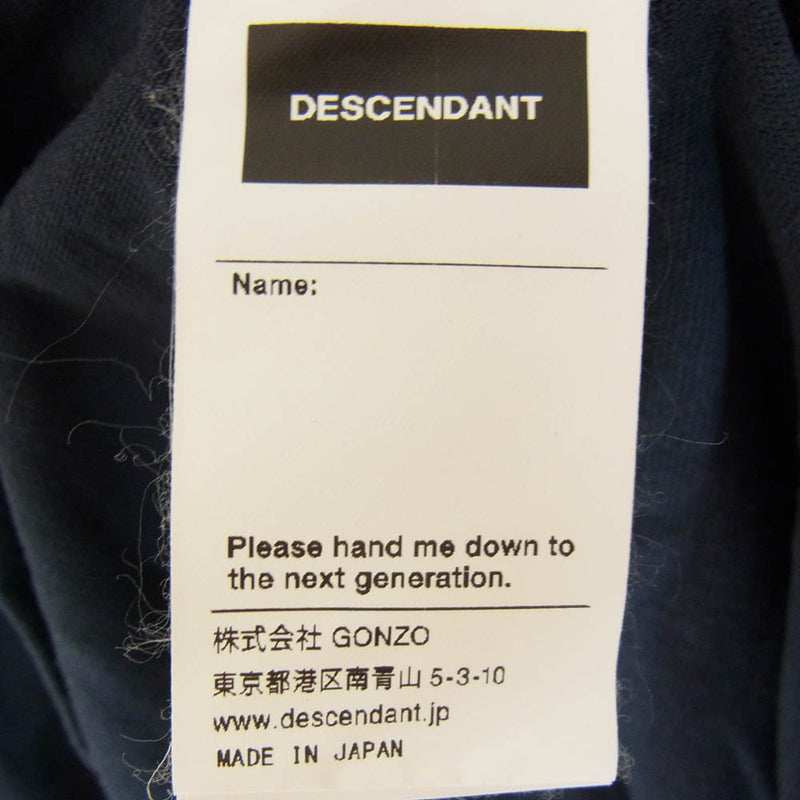 DESCENDANT
Name:
Please hand me down to
the next generation.
株式会社 GONZO
東京都港区南青山 5-3-10
www.descendant.jp
MADE IN JAPAN